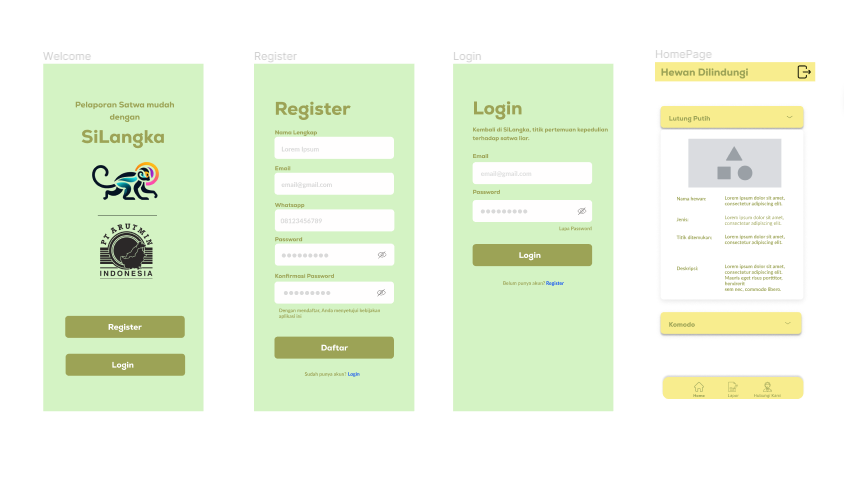 Welcome
Pelaporan Satwa mudah
dengan
SiLangka
PT ARUTMIN
INDONESIA
Register
Login
Register
Register
Nama Lengkap
Lorem Ipsum
Email
email@gmail.com
Whatsapp
08123456789
Password
Konfirmasi Password
Dengan mendaftar, Anda menyetujui kebijakan
aplikasi ini
Daftar
Sudah punya akun? Login
Login
Login
Kembali di SiLangka, titik pertemuan kepedulian
terhadap satwa liar.
Email
email@gmail.com
Password
Lupa Password
Login
Belum punya akun? Register
HomePage
Hewan Dilindungi
Lutung Putih
Nama hewan:
Lorem ipsum dolor sit amet,
consectetur adipiscing elit.
Jenis:
Lorem ipsum dolor sit amet,
consectetur adipiscing elit.
Titik ditemukan:
Lorem ipsum dolor sit amet,
consectetur adipiscing elit.
Deskripsi:
Lorem ipsum dolor sit amet,
consectetur adipiscing elit.
Mauris eget risus porttitor,
hendrerit
sem nec, commodo libero.
Komodo
Home
Lapor